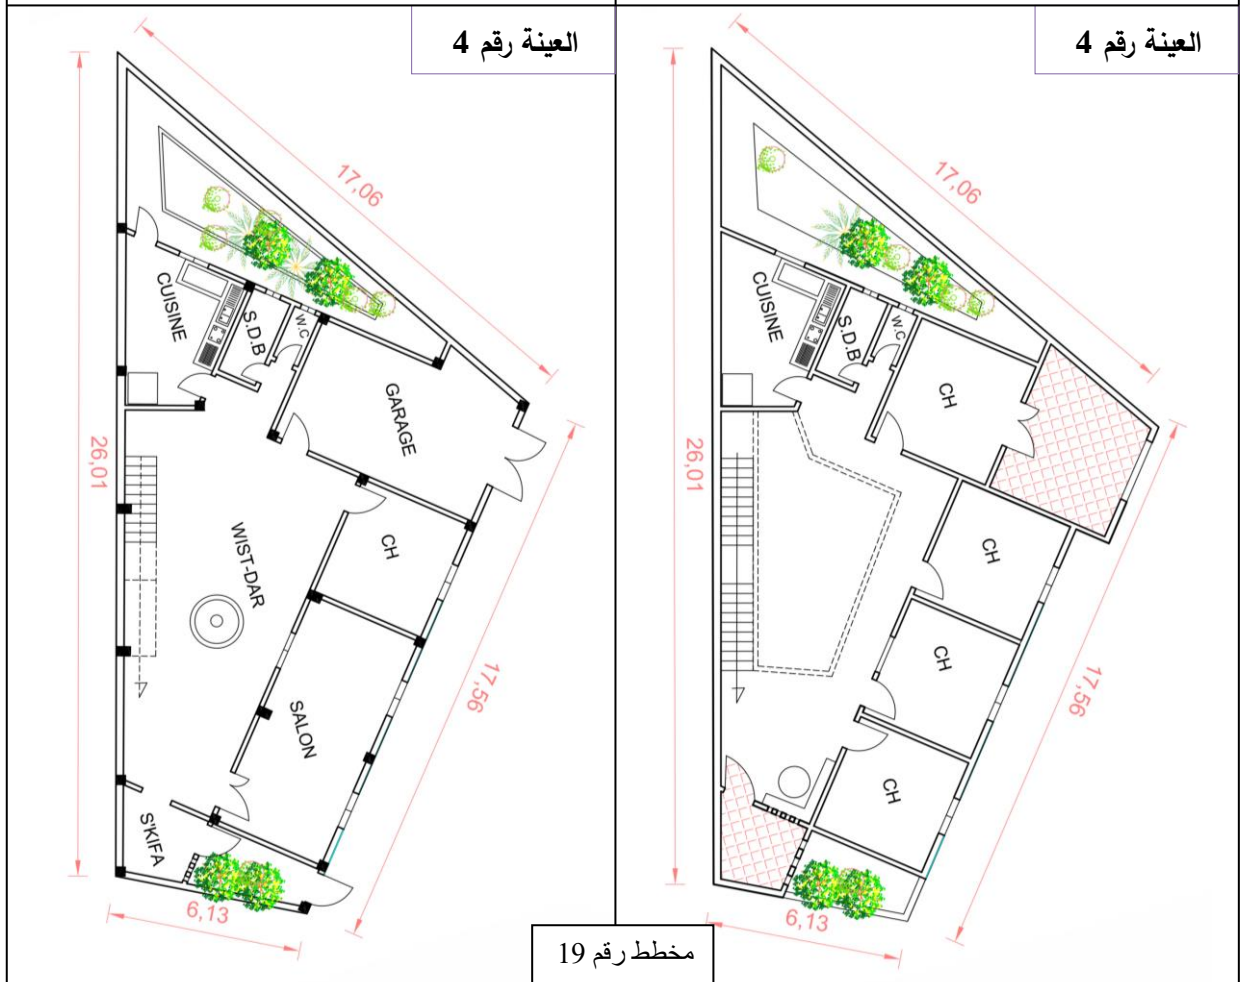 العينة رقم 4
العينة رقم 4
17,06
26,01
17,56
6,13
CUISINE
S.D.B
W.C
GARAGE
CH
WIST-DAR
SALON
S'KIFA
17,06
26,01
17,56
6,13
CUISINE
S.D.B
W.C
CH
CH
CH
CH
مخطط رقم 19